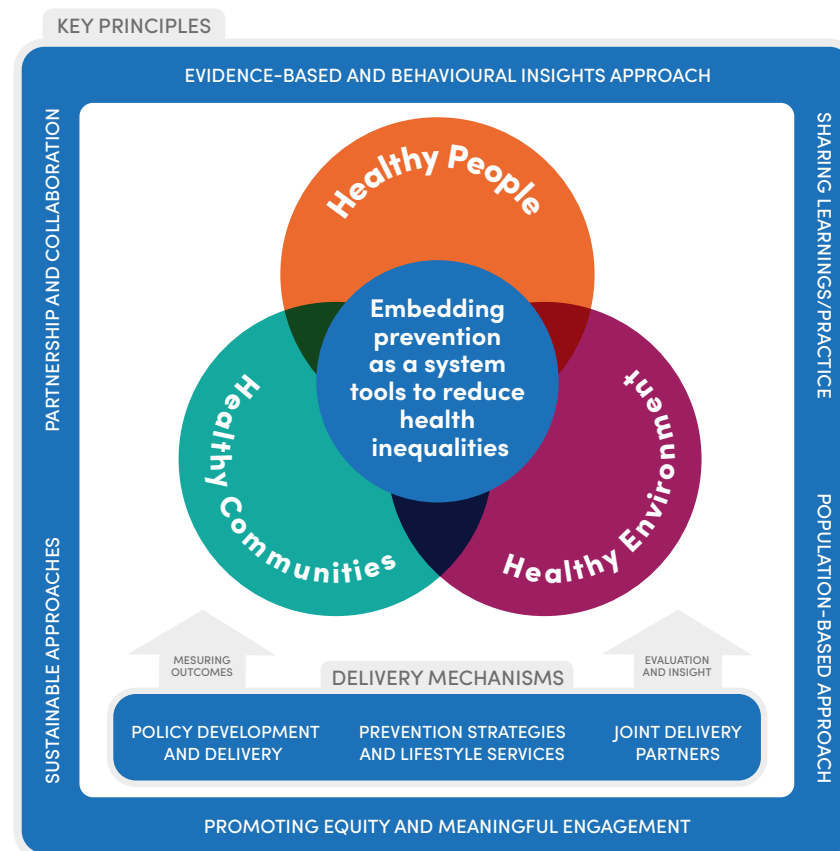 KEY PRINCIPLES
EVIDENCE-BASED AND BEHAVIOURAL INSIGHTS APPROACH
PARTNERSHIP AND COLLABORATION
SHARING LEARNINGS/PRACTICE
Healthy People
Embedding
prevention
as a system
tools to reduce
health
inequalities
Healthy Communities
Healthy Environment
SUSTAINABLE APPROACHES
POPULATION-BASED APPROACH
MESURING
OUTCOMES
EVALUATION
AND INSIGHT
DELIVERY MECHANISMS
POLICY DEVELOPMENT
AND DELIVERY
PREVENTION STRATEGIES
AND LIFESTYLE SERVICES
JOINT DELIVERY
PARTNERS
PROMOTING EQUITY AND MEANINGFUL ENGAGEMENT